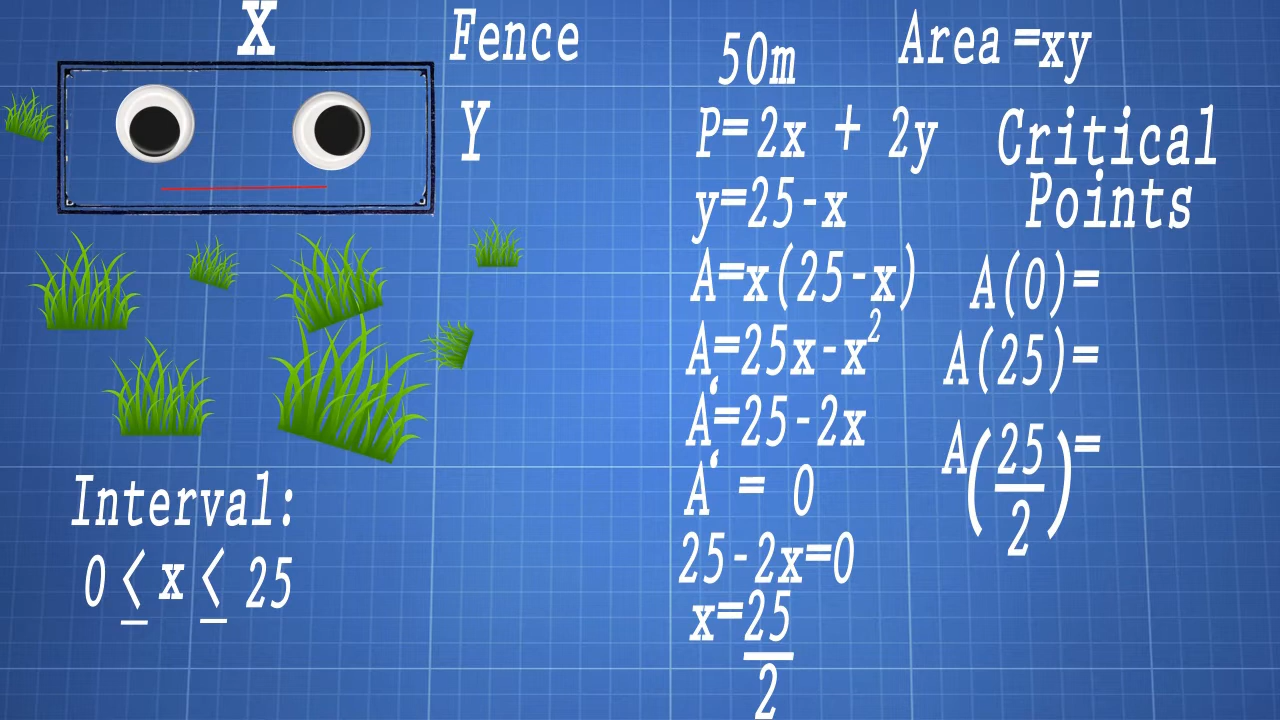 X
Fence
Y
Interval:
0 ≤ x ≤ 25
50m
P=2x + 2y
y=25-x
A=x(25-x)
A=25x-x²
A‘=25-2x
A‘ = 0
25-2x=0
x=25
2
Area =xy
Critical
Points
A(0)=
A(25)=
A(25/2)=